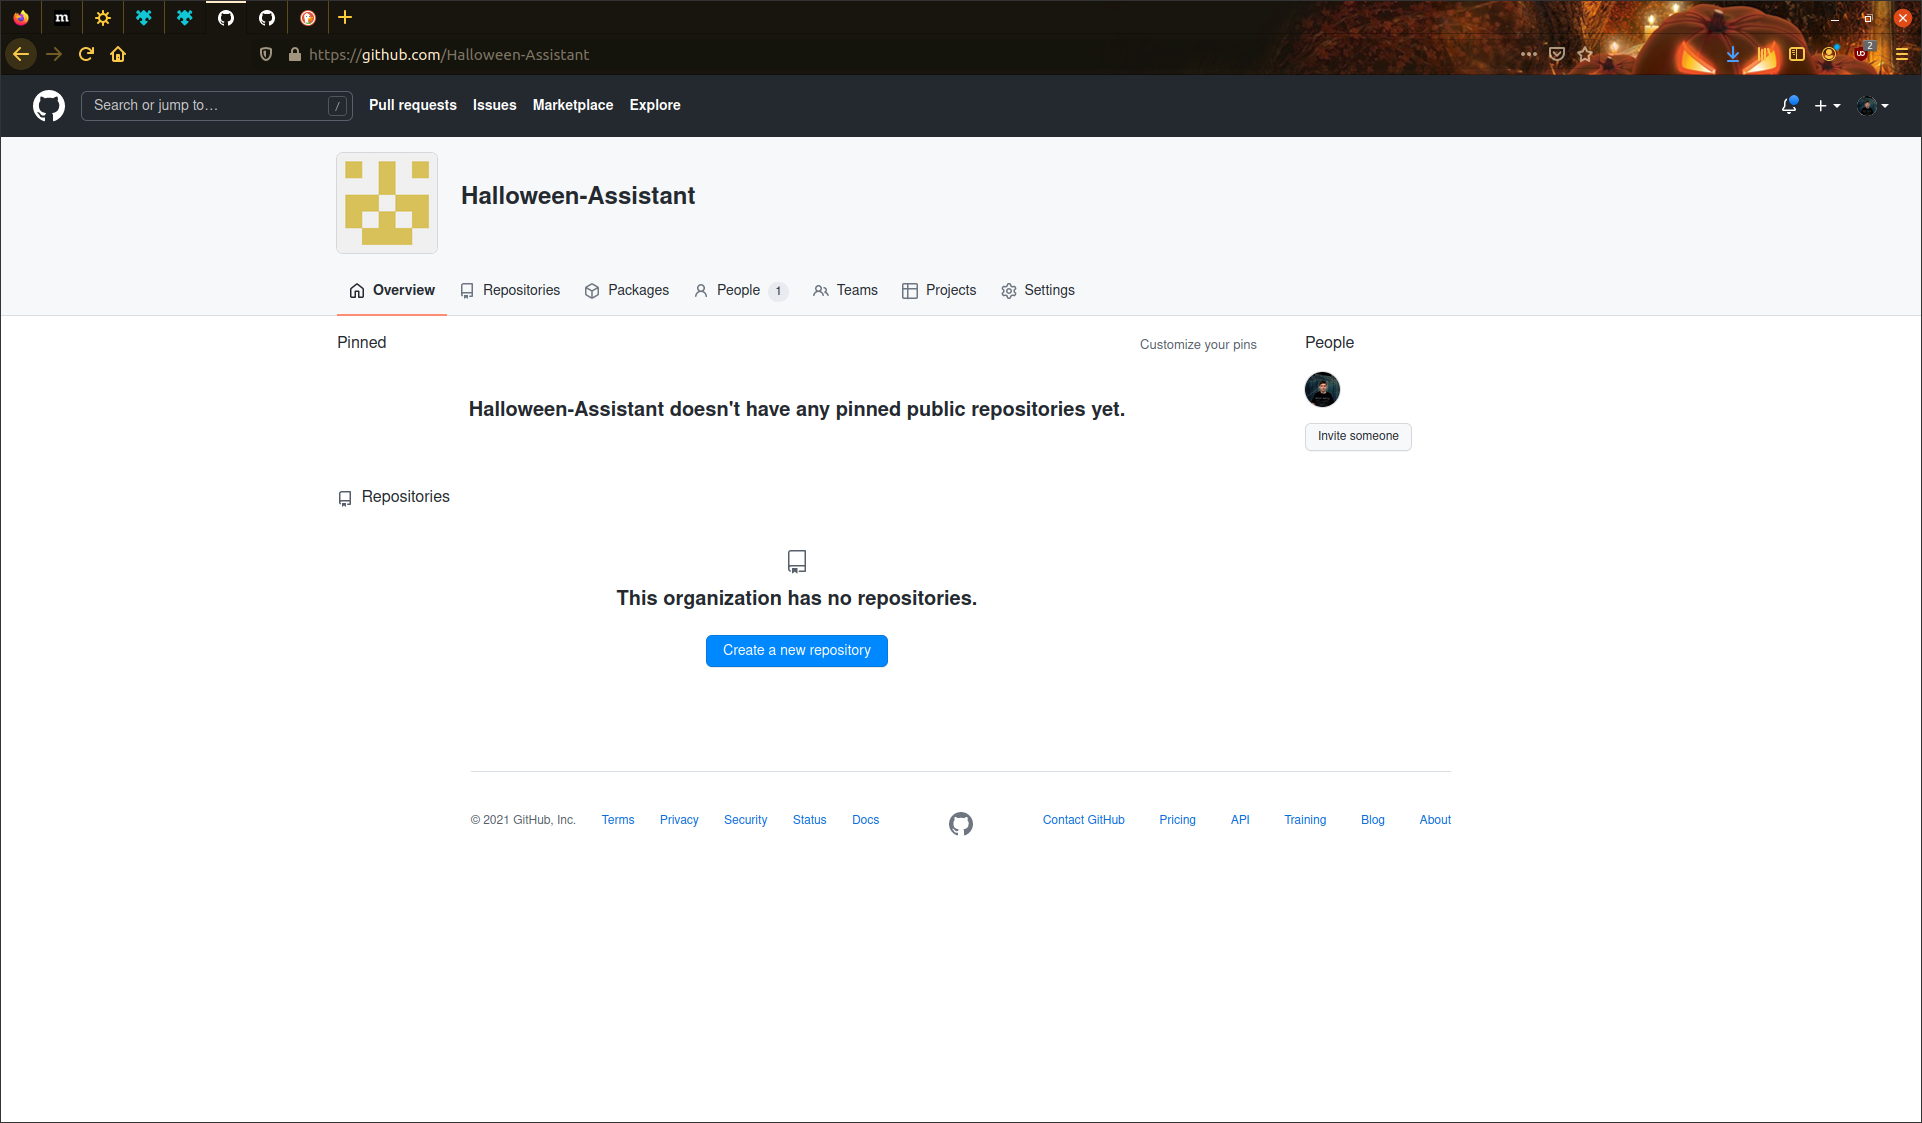 m
https://github.com/Halloween-Assistant
2
Search or jump to…
/
Pull requests
Issues
Marketplace
Explore
Halloween-Assistant
Overview
Repositories
Packages
People 1
Teams
Projects
Settings
Pinned
Customize your pins
People
Halloween-Assistant doesn't have any pinned public repositories yet.
Invite someone
Repositories
This organization has no repositories.
Create a new repository
© 2021 GitHub, Inc.
Terms
Privacy
Security
Status
Docs
Contact GitHub
Pricing
API
Training
Blog
About